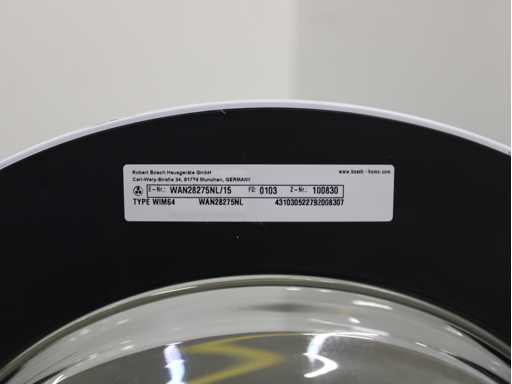 Robert Bosch Hausgeräte GmbH www.bosch-home.com
Carl-Wery-Straße 34, 81739 München, GERMANY
E-Nr.: WAN28275NL/15 FD 0103 Z-Nr.: 100830
TYPE WIM64 WAN28275NL 431030522792008307